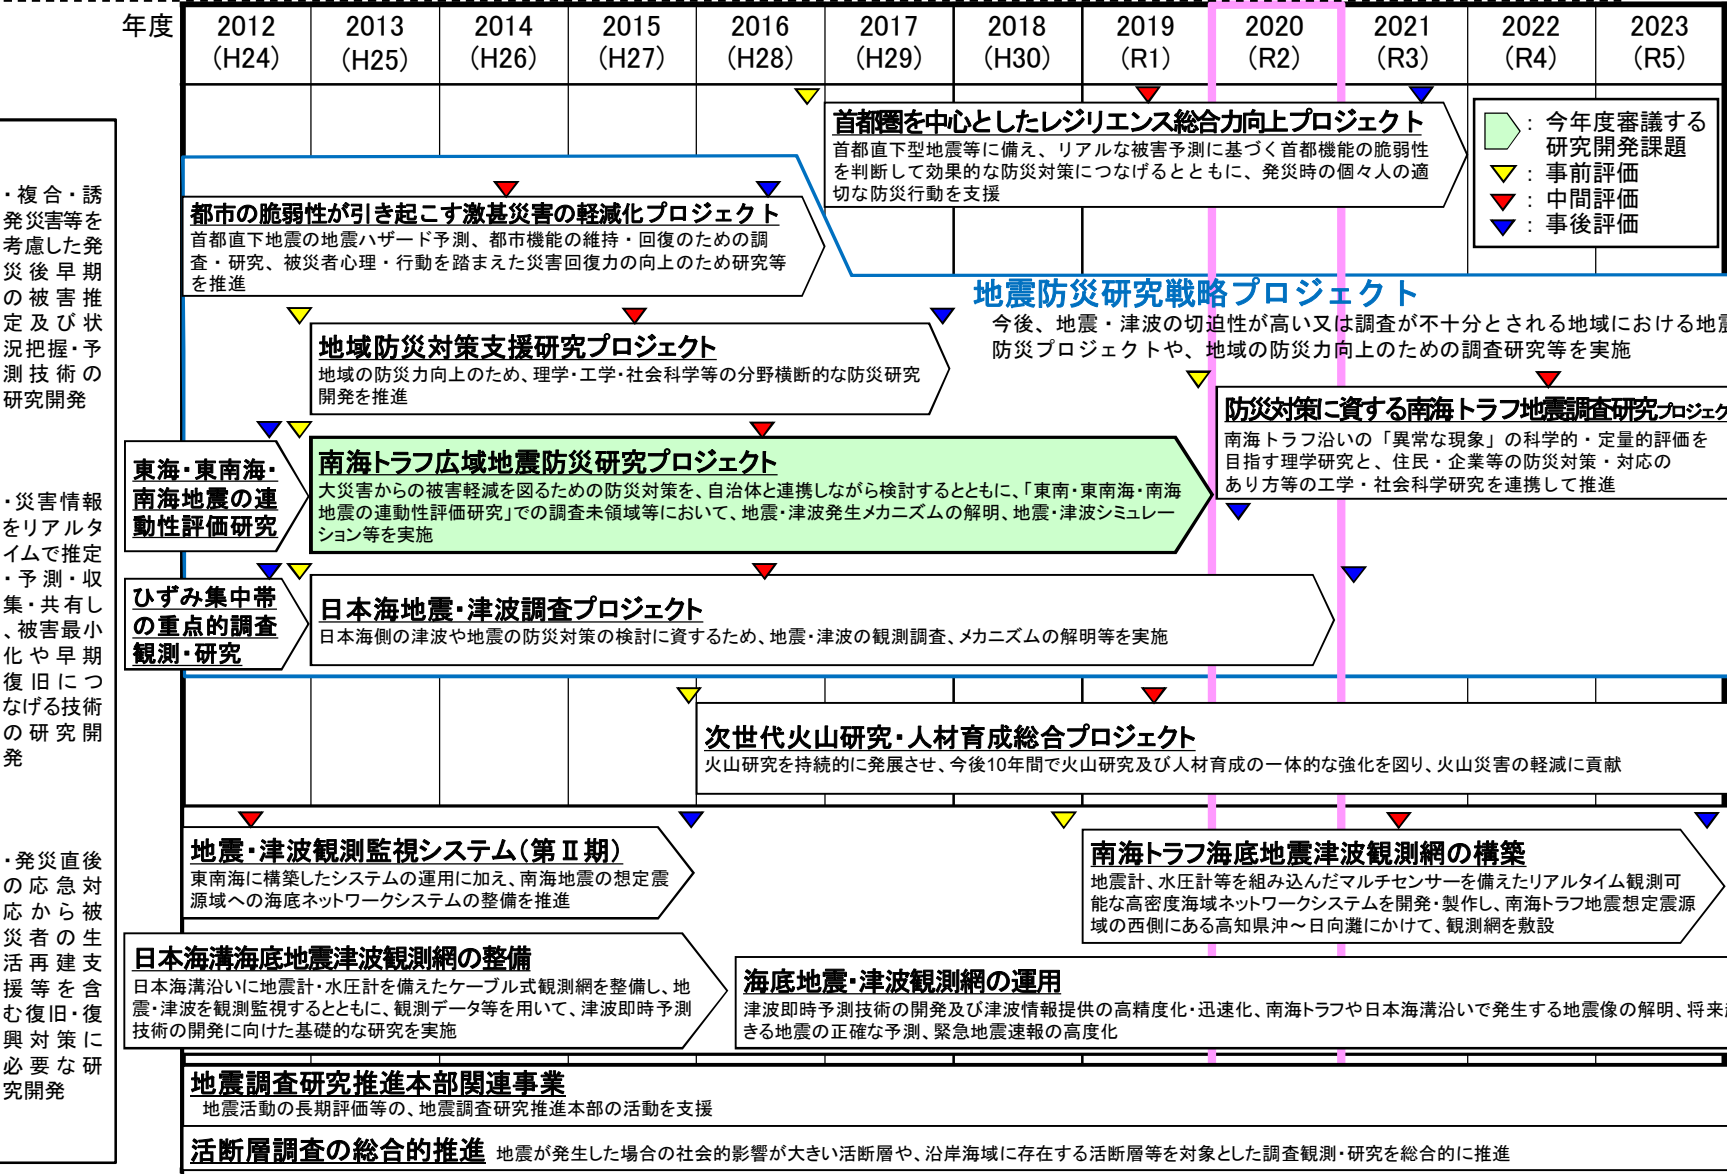 年度
2012
(H24)
2013
(H25)
2014
(H26)
2015
(H27)
2016
(H28)
2017
(H29)
2018
(H30)
2019
(R1)
2020
(R2)
2021
(R3)
2022
(R4)
2023
(R5)
・複合・誘
発災害等を
考慮した発
災後早期
の被害推
定及び状
況把握・予
測技術の
研究開発
・災害情報
をリアルタ
イムで推定
・予測・収
集・共有し
、被害最小
化や早期
復旧につ
なげる技術
の研究開
発
・発災直後
の応急対
応から被
災者の生
活再建支
援等を含
む復旧・復
興対策に
必要な研
究開発
首都圏を中心としたレジリエンス総合力向上プロジェクト
首都直下型地震等に備え、リアルな被害予測に基づく首都機能の脆弱性
を判断して効果的な防災対策につなげるとともに、発災時の個々人の適
切な防災行動を支援
：今年度審議する
研究開発課題
：事前評価
：中間評価
：事後評価
都市の脆弱性が引き起こす激甚災害の軽減化プロジェクト
首都直下地震の地震ハザード予測、都市機能の維持・回復のための調
査・研究、被災者心理・行動を踏まえた災害回復力の向上のため研究等
を推進
地震防災研究戦略プロジェクト
今後、地震・津波の切迫性が高い又は調査が不十分とされる地域における地震
防災プロジェクトや、地域の防災力向上のための調査研究等を実施
地域防災対策支援研究プロジェクト
地域の防災力向上のため、理学・工学・社会科学等の分野横断的な防災研究
開発を推進
防災対策に資する南海トラフ地震調査研究プロジェク
南海トラフ沿いの「異常な現象」の科学的・定量的評価を
目指す理学研究と、住民・企業等の防災対策・対応の
あり方等の工学・社会科学研究を連携して推進
東海・東南海・
南海地震の連
動性評価研究
南海トラフ広域地震防災研究プロジェクト
大災害からの被害軽減を図るための防災対策を、自治体と連携しながら検討するとともに、「東南・東南海・南海
地震の連動性評価研究」での調査未領域等において、地震・津波発生メカニズムの解明、地震・津波シミュレー
ション等を実施
ひずみ集中帯
の重点的調査
観測・研究
日本海地震・津波調査プロジェクト
日本海側の津波や地震の防災対策の検討に資するため、地震・津波の観測調査、メカニズムの解明等を実施
次世代火山研究・人材育成総合プロジェクト
火山研究を持続的に発展させ、今後10年間で火山研究及び人材育成の一体的な強化を図り、火山災害の軽減に貢献
地震・津波観測監視システム（第Ⅱ期）
東南海に構築したシステムの運用に加え、南海地震の想定震
源域への海底ネットワークシステムの整備を推進
南海トラフ海底地震津波観測網の構築
地震計、水圧計等を組み込んだマルチセンサーを備えたリアルタイム観測可
能な高密度海域ネットワークシステムを開発・製作し、南海トラフ地震想定震源
域の西側にある高知県沖～日向灘にかけて、観測網を敷設
日本海溝海底地震津波観測網の整備
日本海溝沿いに地震計・水圧計を備えたケーブル式観測網を整備し、地
震・津波を観測監視するとともに、観測データ等を用いて、津波即時予測
技術の開発に向けた基礎的な研究を実施
海底地震・津波観測網の運用
津波即時予測技術の開発及び津波情報提供の高精度化・迅速化、南海トラフや日本海溝沿いで発生する地震像の解明、将来
きる地震の正確な予測、緊急地震速報の高度化
地震調査研究推進本部関連事業
地震活動の長期評価等の、地震調査研究推進本部の活動を支援
活断層調査の総合的推進 地震が発生した場合の社会的影響が大きい活断層や、沿岸海域に存在する活断層等を対象とした調査観測・研究を総合的に推進